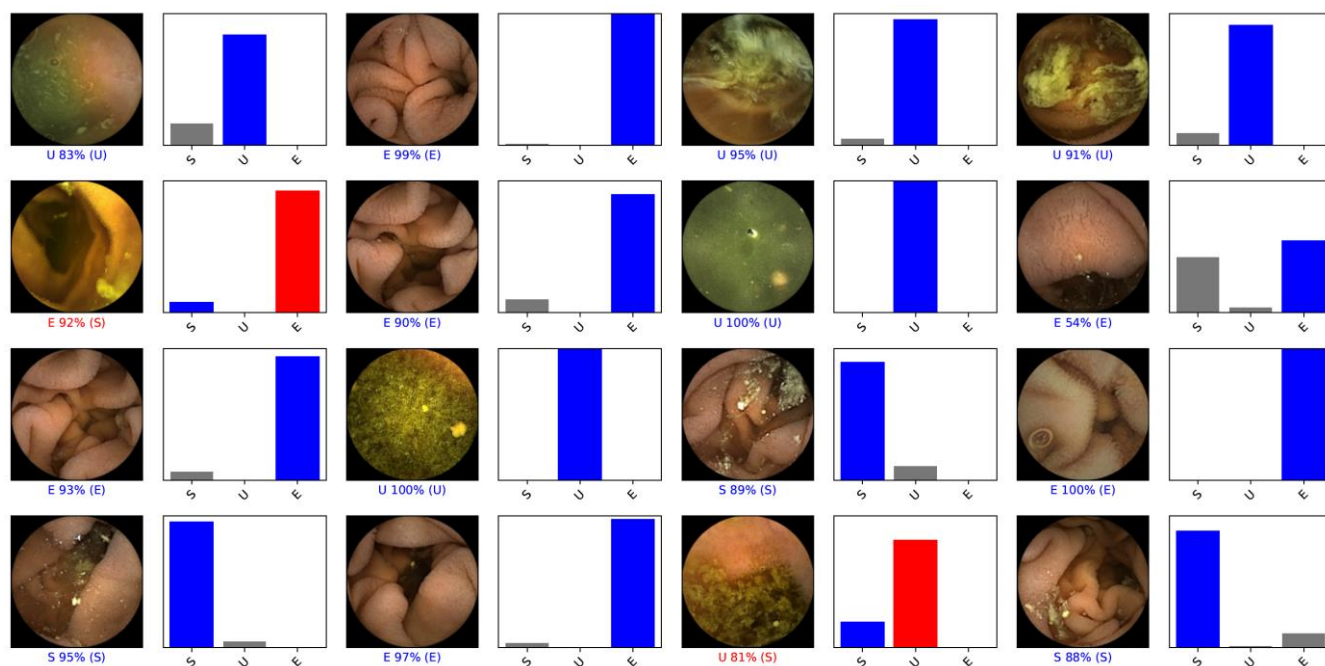 S U E S U E S U E S U E
U 83% (U) E 99% (E) U 95% (U) U 91% (U)
S U E S U E S U E S U E
E 92% (S) E 90% (E) U 100% (U) E 54% (E)
S U E S U E S U E S U E
E 93% (E) U 100% (U) S 89% (S) E 100% (E)
S U E S U E S U E S U E
S 95% (S) E 97% (E) U 81% (S) S 88% (S)